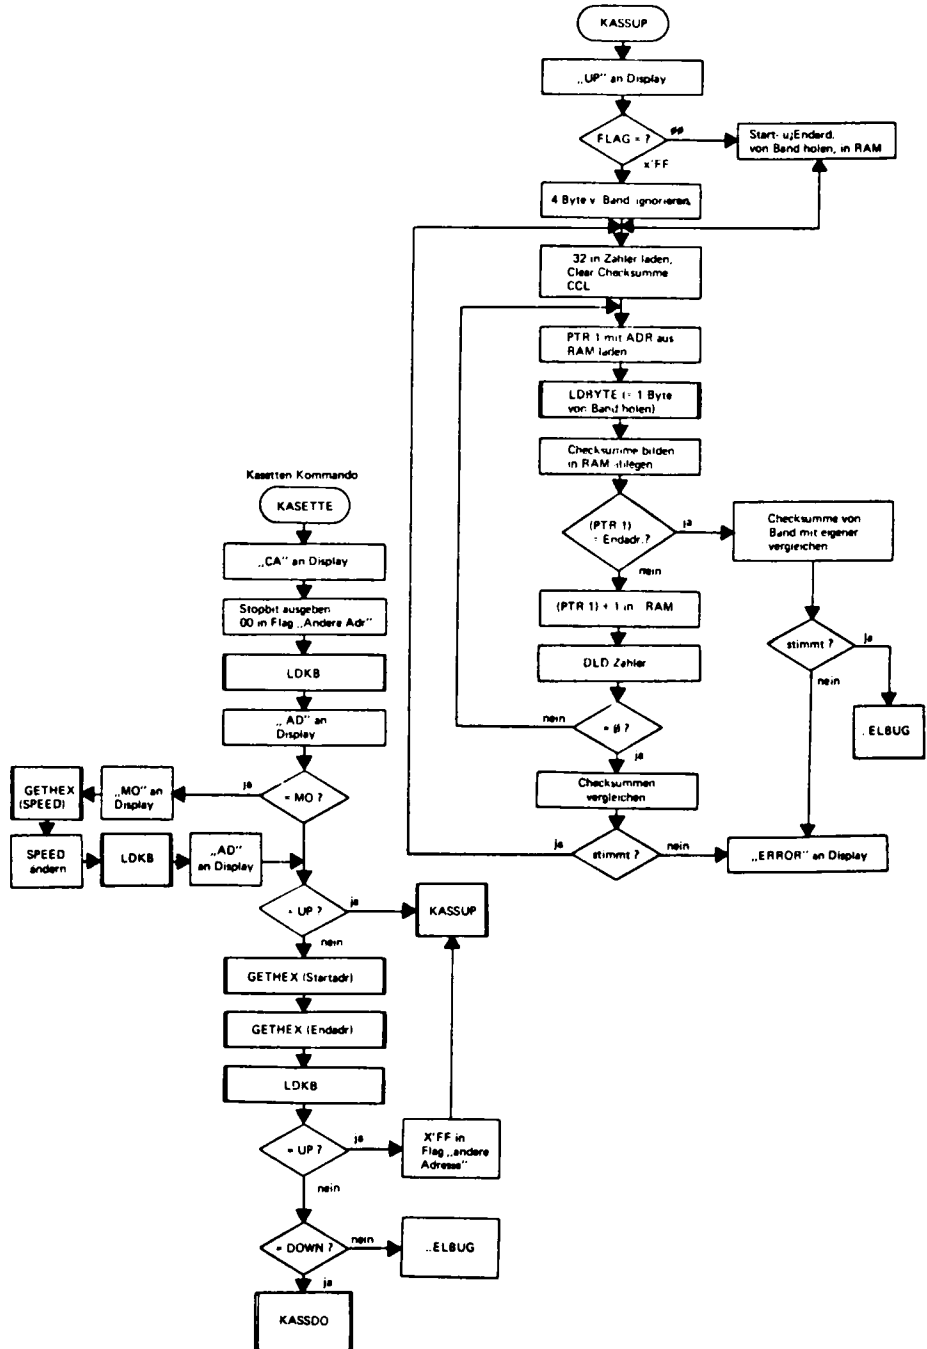 KASSUP
„UP" an Display
FLAG = ?
øø
x'FF
Start- u. Enderd.
von Band holen, in RAM
4 Byte v. Band ignorieren
32 in Zahler laden,
Clear Checksumme
CCL
PTR 1 mit ADR aus
RAM laden
LDBYTE (= 1 Byte
von Band holen)
Checksumme bilden
in RAM ablegen
(PTR 1)
= Endadr.?
ja
nein
Checksumme von
Band mit eigener
vergleichen
(PTR 1) + 1 in RAM
DLD Zahler
stimmt ?
ja
nein
„ELBUG
nein
= ø ?
ja
Checksummen
vergleichen
ja
stimmt ?
nein
„ERROR" an Display
Kasetten Kommando
KASETTE
„CA" an Display
Stopbit ausgeben
00 in Flag „Andere Adr"
LDKB
„AD" an
Display
= MO ?
ja
„MO" an
Display
GETHEX
(SPEED)
SPEED
andern
LDKB
„AD"
an Display
= UP ?
ja
KASSUP
nein
GETHEX (Startadr)
GETHEX (Endadr)
LDKB
= UP ?
ja
X'FF in
Flag „andere
Adresse"
nein
= DOWN ?
nein
„ELBUG
ja
KASSDO